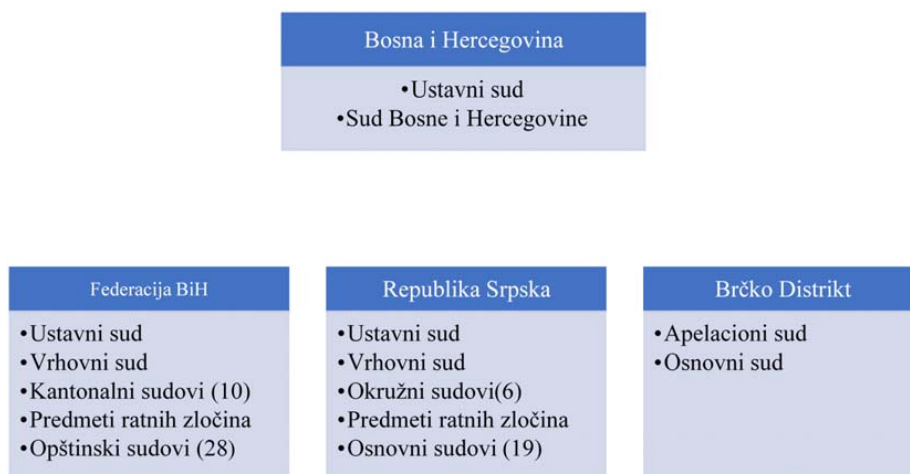 Bosna i Hercegovina
•Ustavni sud
•Sud Bosne i Hercegovine
Federacija BiH
•Ustavni sud
•Vrhovni sud
•Kantonalni sudovi (10)
•Predmeti ratnih zločina
•Opštinski sudovi (28)
Republika Srpska
•Ustavni sud
•Vrhovni sud
•Okružni sudovi(6)
•Predmeti ratnih zločina
•Osnovni sudovi (19)
Brčko Distrikt
•Apelacioni sud
•Osnovni sud